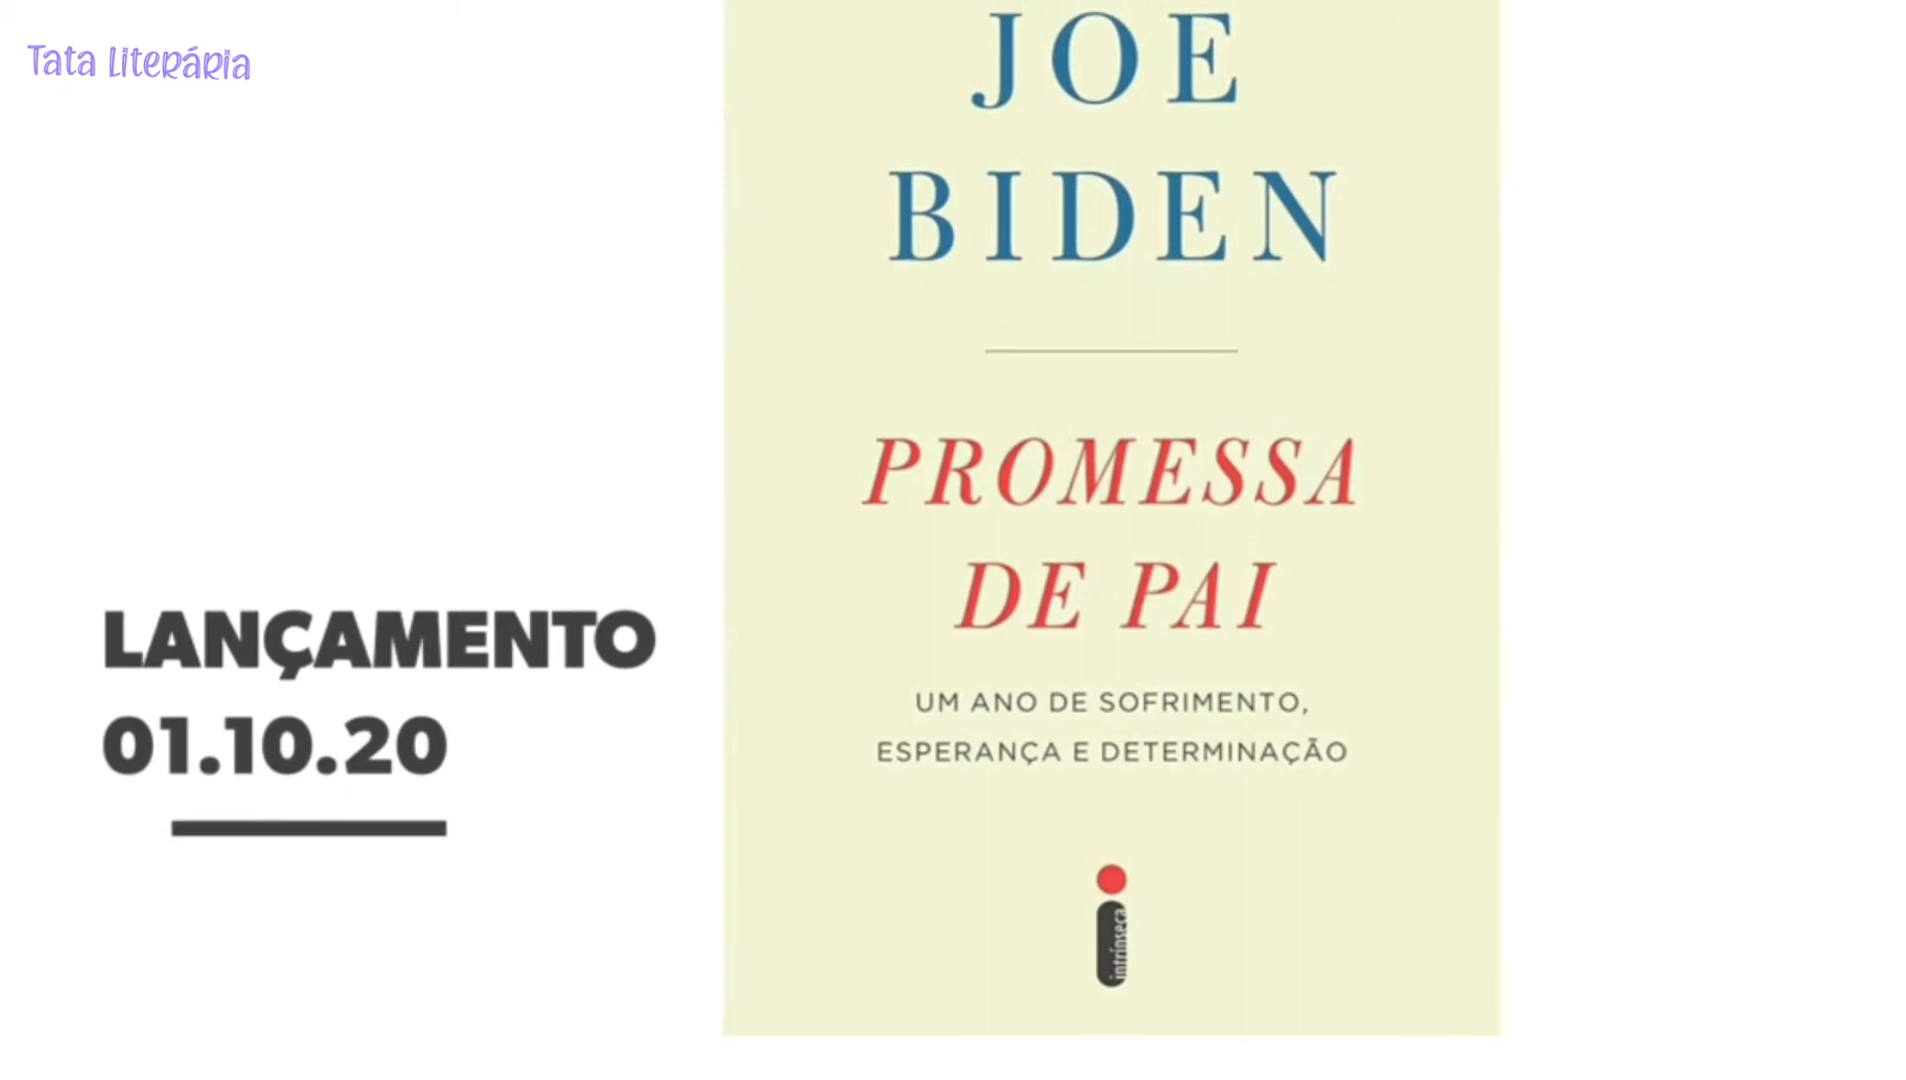 Tata Literária
JOE
BIDEN
PROMESSA
DE PAI
UM ANO DE SOFRIMENTO,
ESPERANÇA E DETERMINAÇÃO
intrínseca
LANÇAMENTO
01.10.20